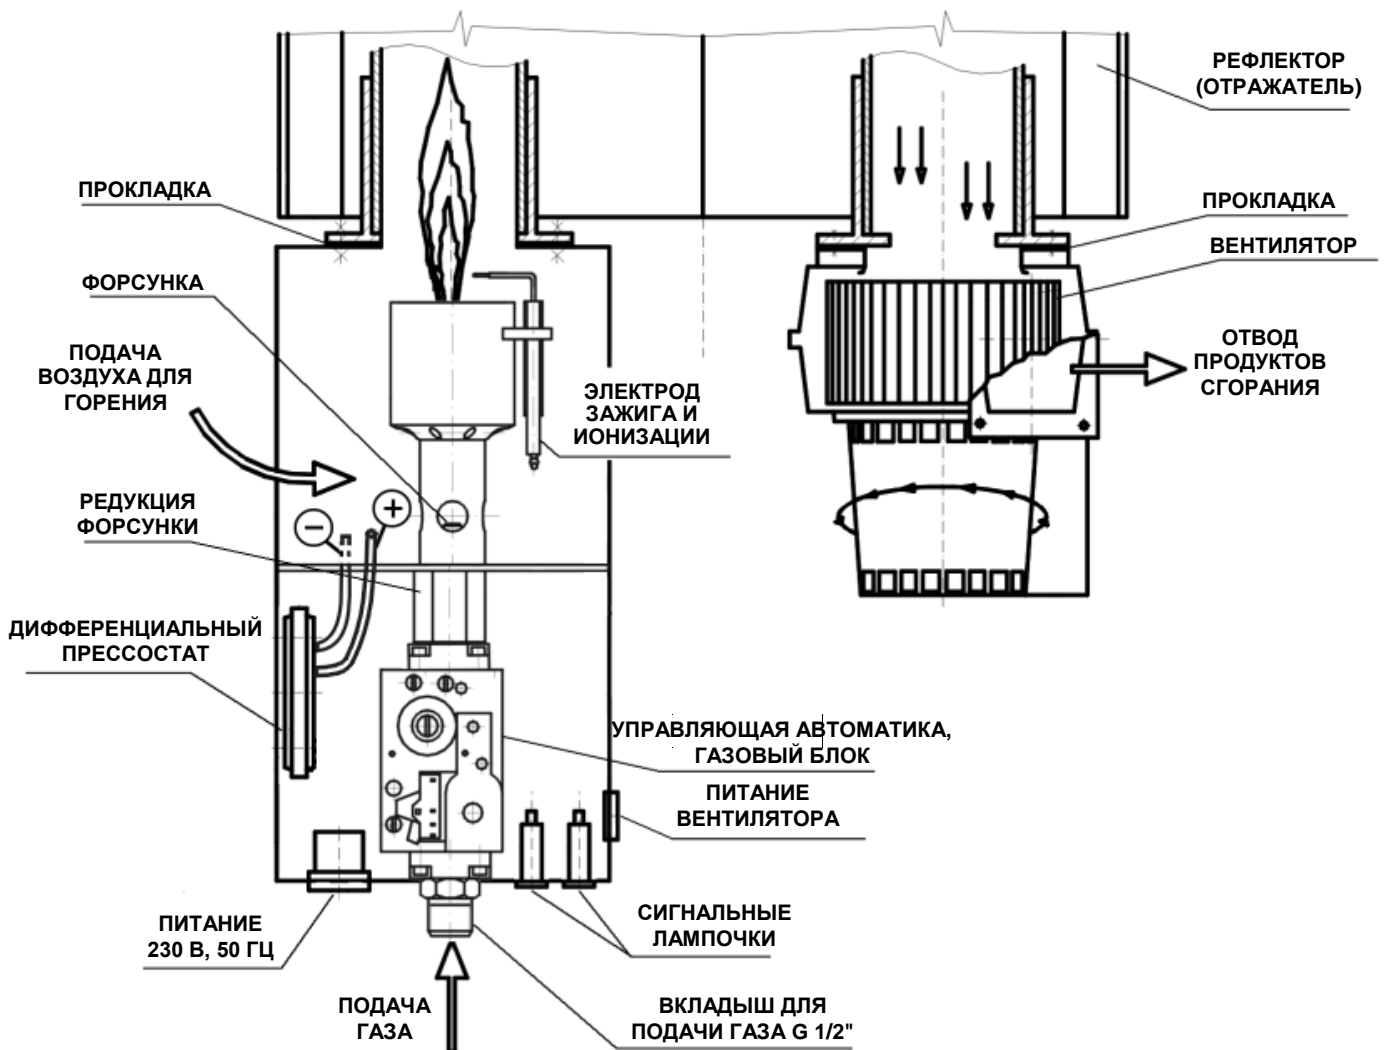 РЕФЛЕКТОР
(ОТРАЖАТЕЛЬ)
ПРОКЛАДКА
ПРОКЛАДКА
ВЕНТИЛЯТОР
ФОРСУНКА
ПОДАЧА
ВОЗДУХА ДЛЯ
ГОРЕНИЯ
ОТВОД
ПРОДУКТОВ
СГОРАНИЯ
ЭЛЕКТРОД
ЗАЖИГА И
ИОНИЗАЦИИ
РЕДУКЦИЯ
ФОРСУНКИ
−
+
ДИФФЕРЕНЦИАЛЬНЫЙ
ПРЕССОСТАТ
УПРАВЛЯЮЩАЯ АВТОМАТИКА,
ГАЗОВЫЙ БЛОК
ПИТАНИЕ
ВЕНТИЛЯТОРА
ПИТАНИЕ
230 В, 50 ГЦ
СИГНАЛЬНЫЕ
ЛАМПОЧКИ
ПОДАЧА
ГАЗА
ВКЛАДЫШ ДЛЯ
ПОДАЧИ ГАЗА G 1/2"